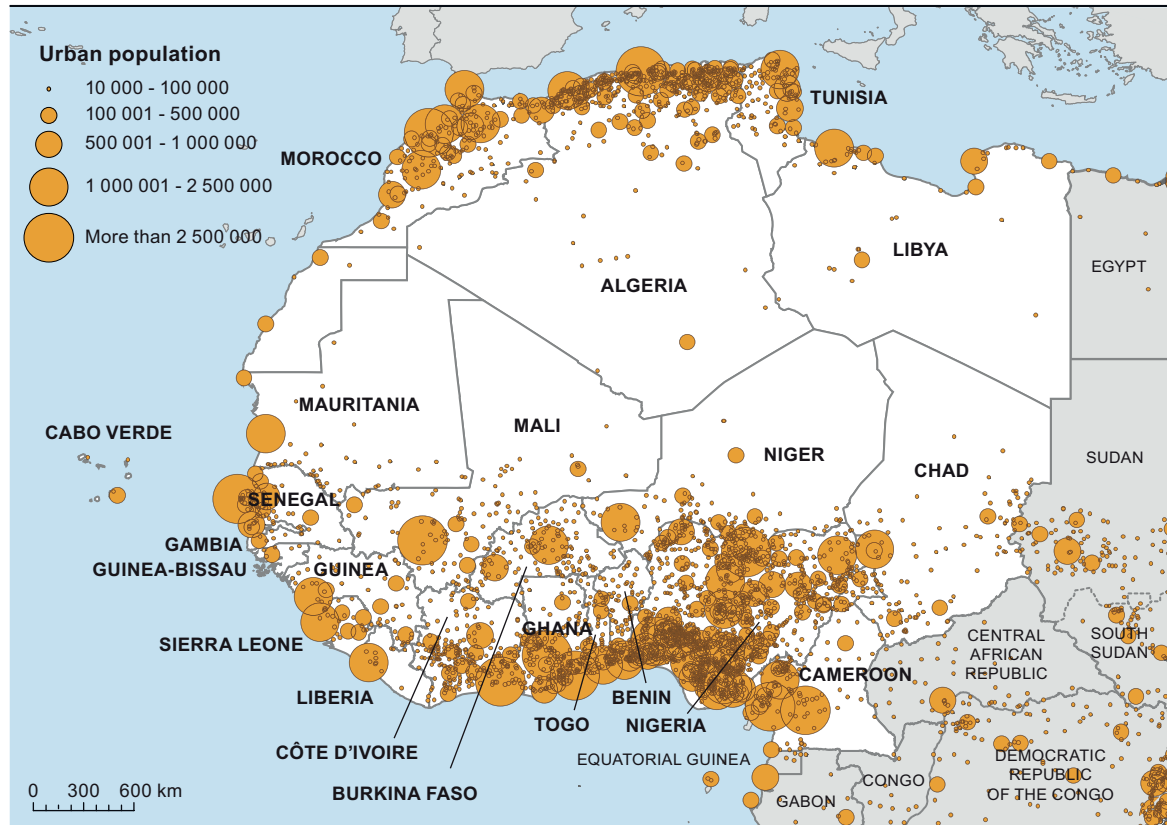 Urban population
10 000 - 100 000
100 001 - 500 000
500 001 - 1 000 000
1 000 001 - 2 500 000
More than 2 500 000
TUNISIA
MOROCCO
LIBYA
EGYPT
ALGERIA
MAURITANIA
MALI
CABO VERDE
NIGER
CHAD
SUDAN
SENEGAL
GAMBIA
GUINEA-BISSAU
GUINEA
GHANA
SIERRA LEONE
CENTRAL
AFRICAN
REPUBLIC
SOUTH
SUDAN
LIBERIA
BENIN
CAMEROON
TOGO
NIGERIA
CÔTE D'IVOIRE
EQUATORIAL GUINEA
BURKINA FASO
GABON
CONGO
DEMOCRATIC
REPUBLIC
OF THE CONGO
0 300 600 km